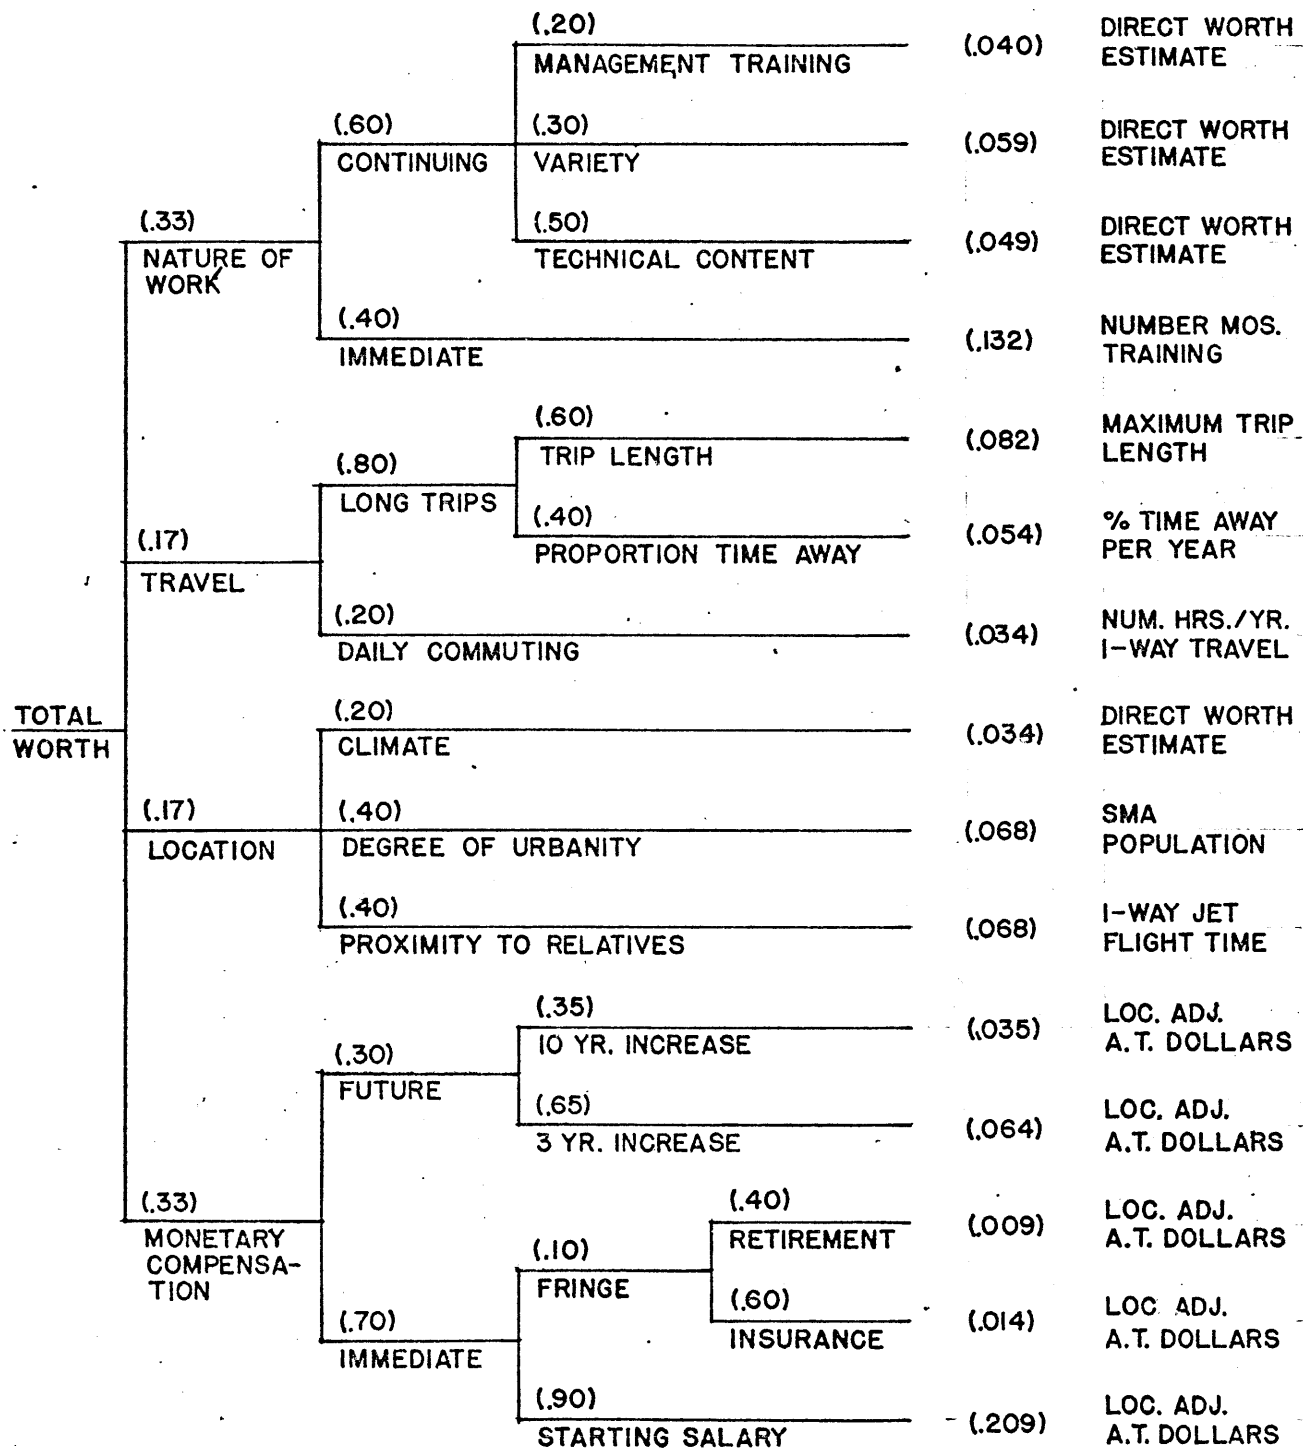 (.20)
MANAGEMENT TRAINING
(.040)
DIRECT WORTH
ESTIMATE
(.60)
CONTINUING
(.30)
VARIETY
(.059)
DIRECT WORTH
ESTIMATE
(.33)
NATURE OF
WORK
(.50)
TECHNICAL CONTENT
(.049)
DIRECT WORTH
ESTIMATE
(.40)
IMMEDIATE
(.132)
NUMBER MOS.
TRAINING
(.60)
TRIP LENGTH
(.082)
MAXIMUM TRIP
LENGTH
(.80)
LONG TRIPS
(.40)
PROPORTION TIME AWAY
(.054)
% TIME AWAY
PER YEAR
(.17)
TRAVEL
(.20)
DAILY COMMUTING
(.034)
NUM. HRS./YR.
1-WAY TRAVEL
TOTAL
WORTH
(.20)
CLIMATE
(.034)
DIRECT WORTH
ESTIMATE
(.17)
LOCATION
(.40)
DEGREE OF URBANITY
(.068)
SMA
POPULATION
(.40)
PROXIMITY TO RELATIVES
(.068)
1-WAY JET
FLIGHT TIME
(.35)
10 YR. INCREASE
(.035)
LOC. ADJ.
A.T. DOLLARS
(.30)
FUTURE
(.65)
3 YR. INCREASE
(.064)
LOC. ADJ.
A.T. DOLLARS
(.33)
MONETARY
COMPENSA-
TION
(.40)
RETIREMENT
(.009)
LOC. ADJ.
A.T. DOLLARS
(.10)
FRINGE
(.60)
INSURANCE
(.014)
LOC ADJ.
A.T. DOLLARS
(.70)
IMMEDIATE
(.90)
STARTING SALARY
(.209)
LOC. ADJ.
A.T. DOLLARS